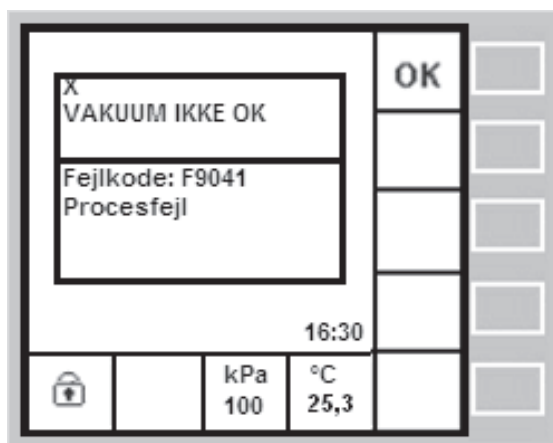 X
VAKUUM IKKE OK
OK
Fejlkode: F9041
Procesfejl
16:30
kPa
100
°C
25,3